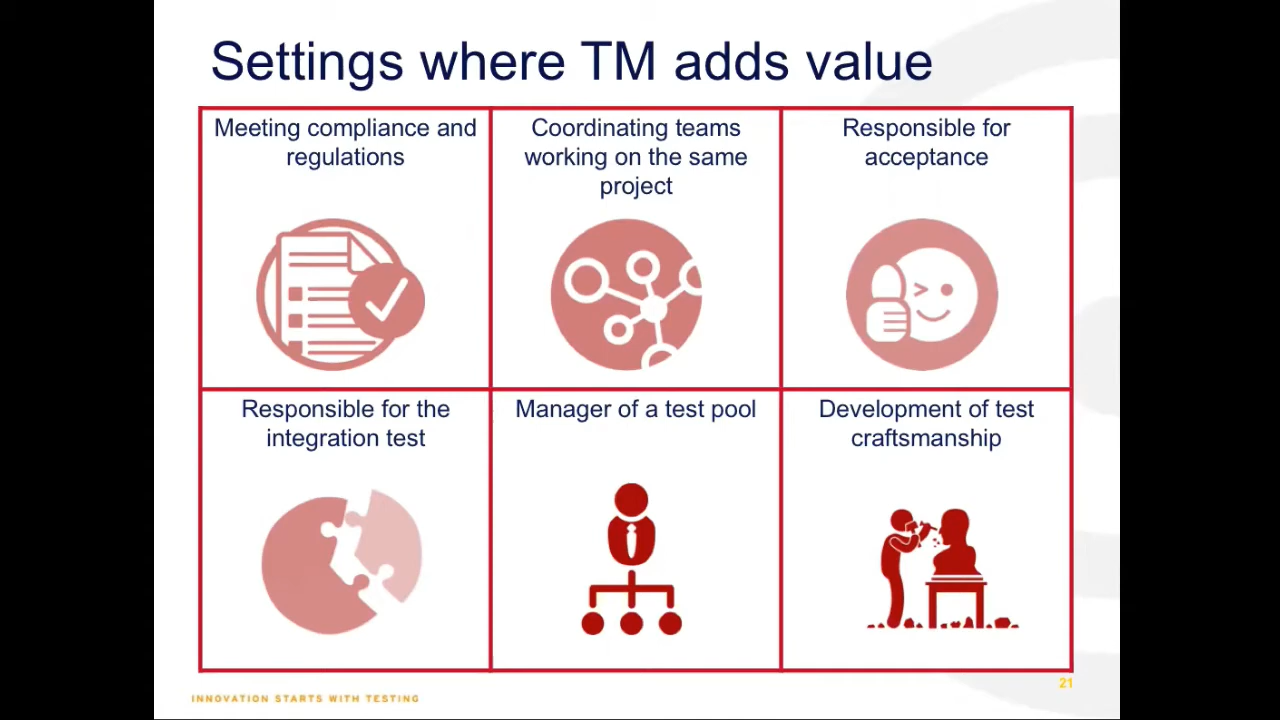 Settings where TM adds value
Meeting compliance and
regulations
Coordinating teams
working on the same
project
Responsible for
acceptance
Responsible for the
integration test
Manager of a test pool
Development of test
craftsmanship
INNOVATION STARTS WITH TESTING
21